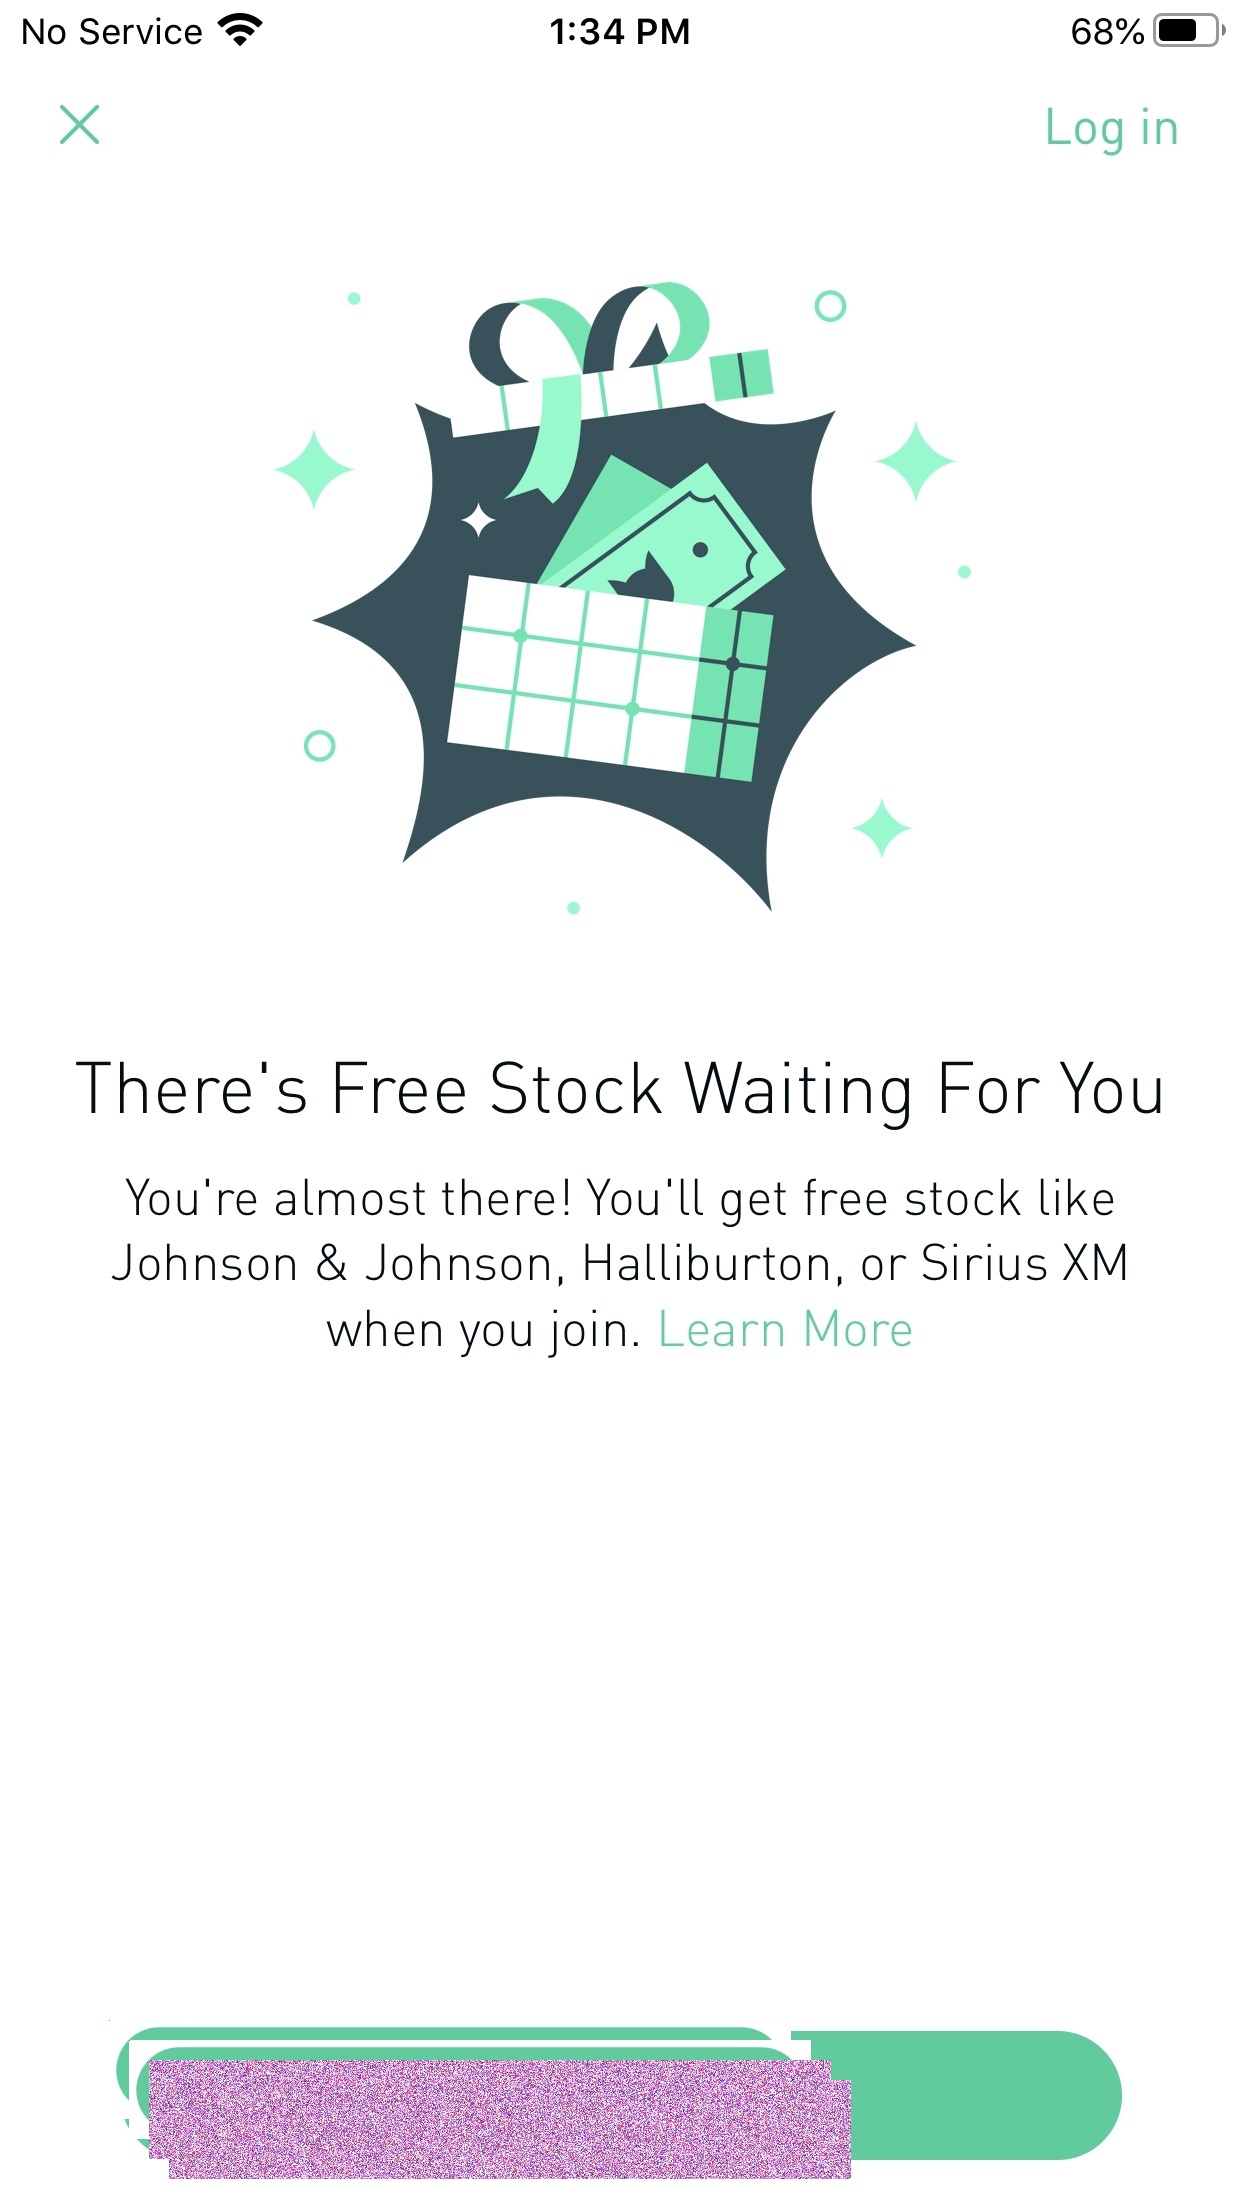 No Service
1:34 PM
68%
Log in
There's Free Stock Waiting For You
You're almost there! You'll get free stock like
Johnson & Johnson, Halliburton, or Sirius XM
when you join. Learn More